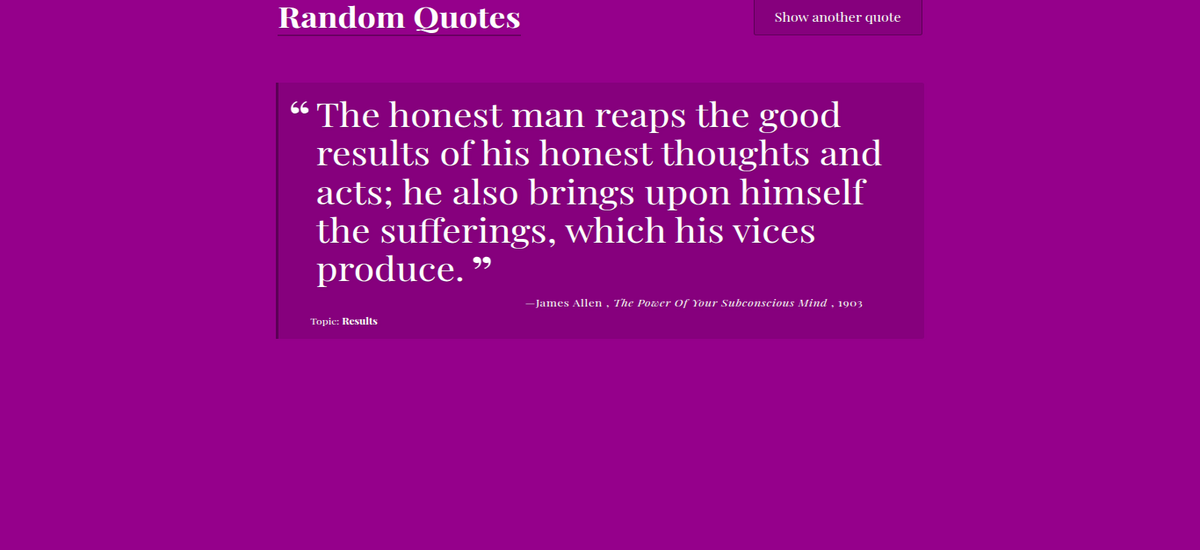 Random Quotes
Show another quote
“ The honest man reaps the good
results of his honest thoughts and
acts; he also brings upon himself
the sufferings, which his vices
produce. ”
—James Allen , The Power Of Your Subconscious Mind , 1903
Topic: Results